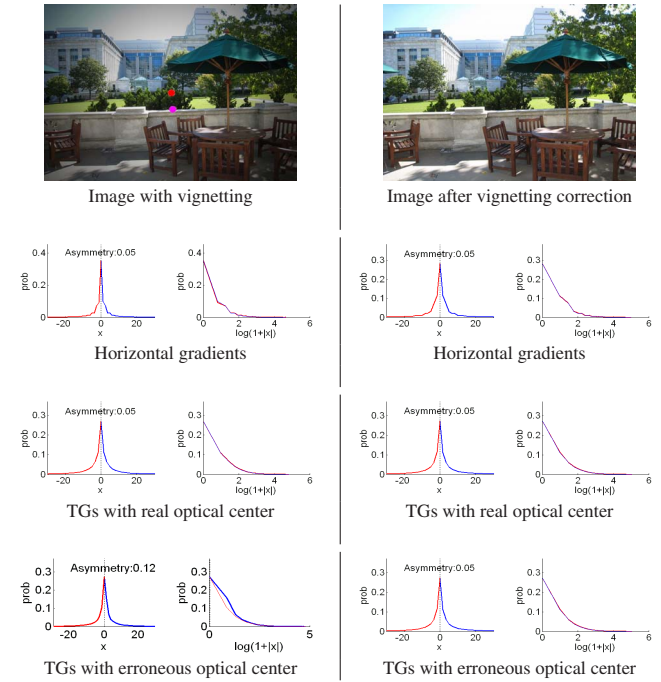 Image with vignetting
Image after vignetting correction
Asymmetry:0.05
prob
0.4
0.2
0
-20 0 20
x
prob
0.4
0.2
0
0 2 4 6
log(1+|x|)
Horizontal gradients
Asymmetry:0.05
prob
0.3
0.2
0.1
0
-20 0 20
x
prob
0.3
0.2
0.1
0
0 2 4 6
log(1+|x|)
Horizontal gradients
Asymmetry:0.05
prob
0.3
0.2
0.1
0
-20 0 20
x
prob
0.3
0.2
0.1
0
0 2 4 6
log(1+|x|)
TGs with real optical center
Asymmetry:0.05
prob
0.3
0.2
0.1
0
-20 0 20
x
prob
0.3
0.2
0.1
0
0 2 4 6
log(1+|x|)
TGs with real optical center
Asymmetry:0.12
prob
0.3
0.2
0.1
0
-20 0 20
x
prob
0.3
0.2
0.1
0
0 5
log(1+|x|)
TGs with erroneous optical center
Asymmetry:0.05
prob
0.3
0.2
0.1
0
-20 0 20
x
prob
0.3
0.2
0.1
0
0 2 4 6
log(1+|x|)
TGs with erroneous optical center